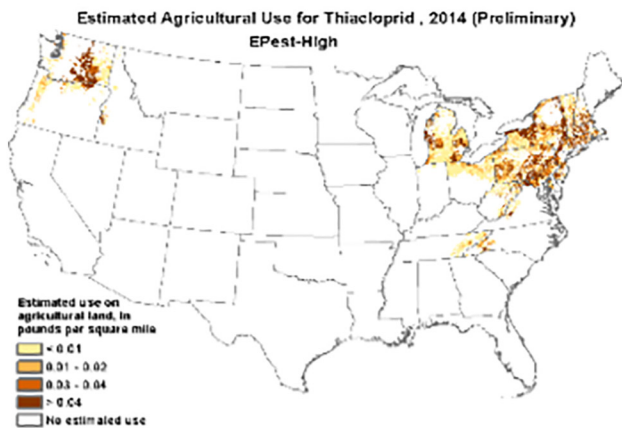 Estimated Agricultural Use for Thiacloprid , 2014 (Preliminary)
EPest-High
Estimated use on
agricultural land, in
pounds per square mile
< 0.01
0.01 - 0.02
0.03 - 0.04
> 0.04
No estimated use